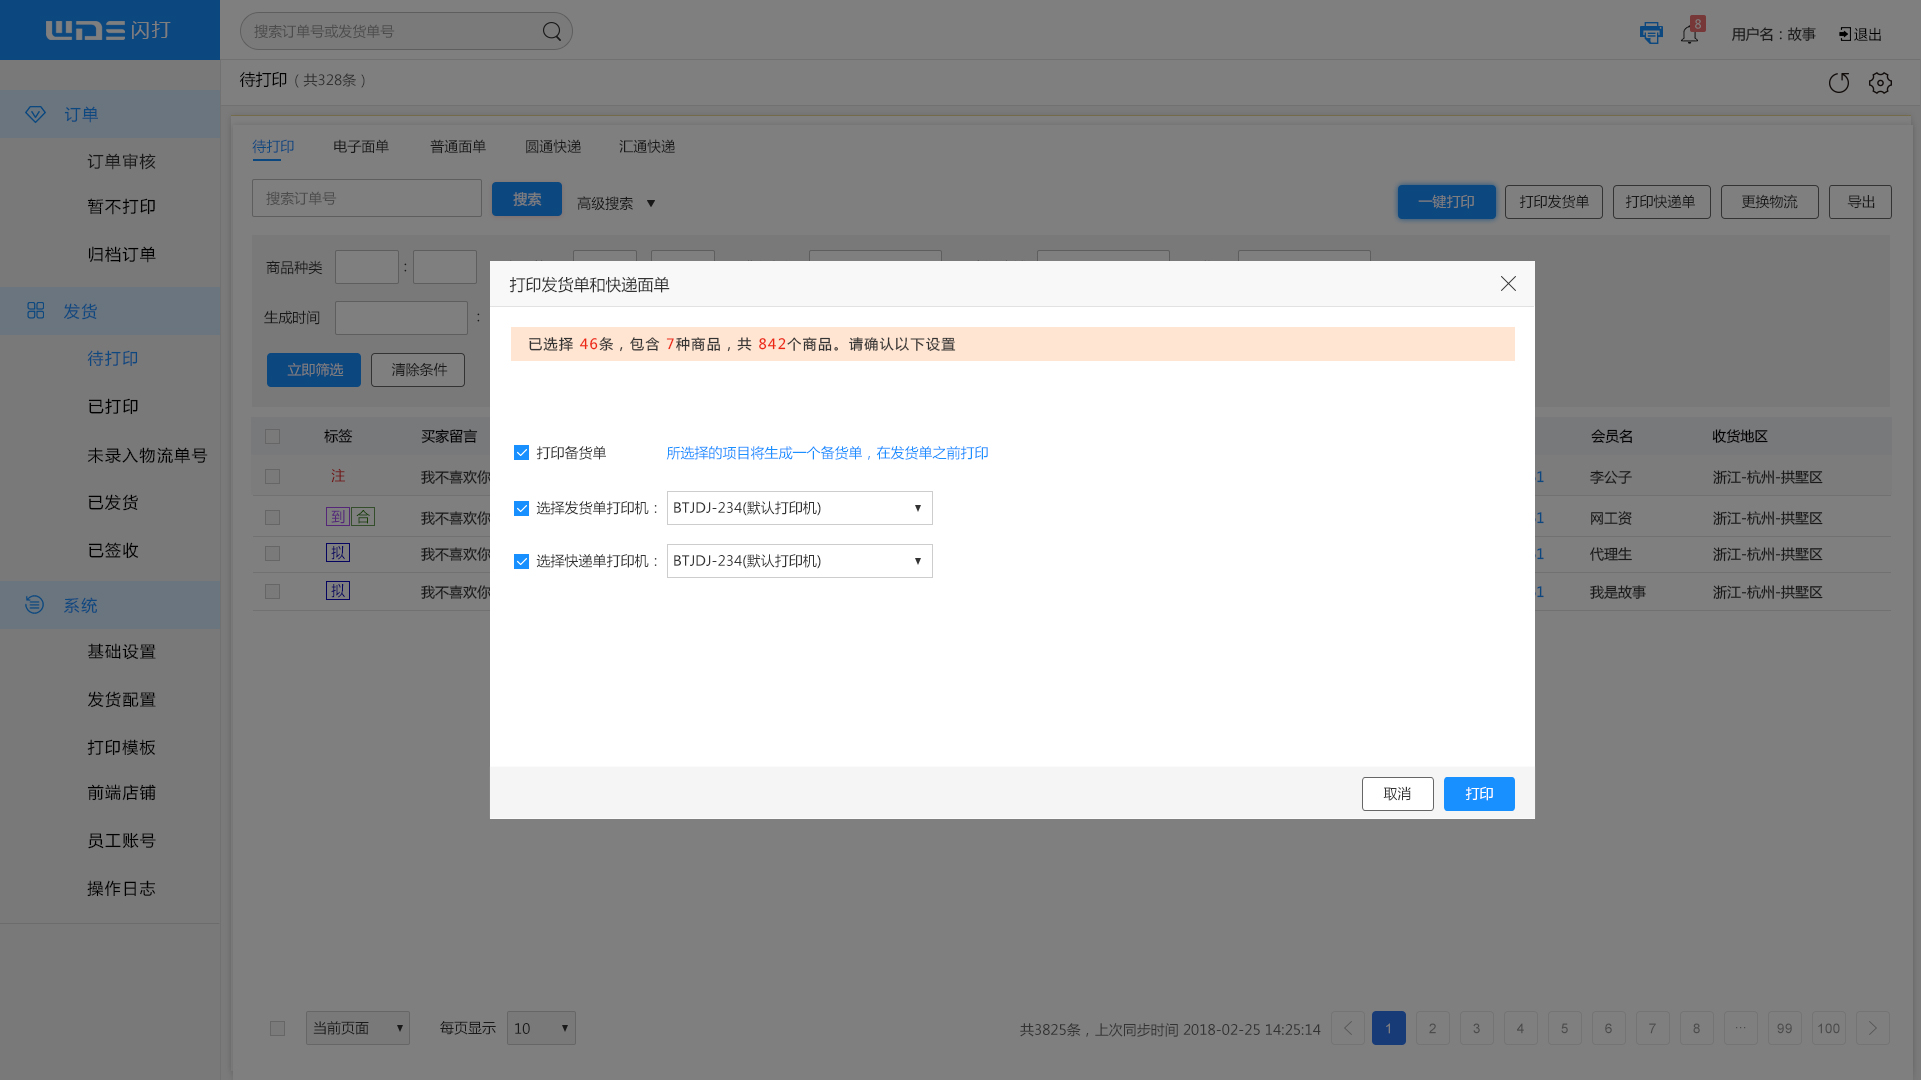 闪打
搜索订单号或发货单号
8
用户名：故事
退出
待打印（共328条）
订单
订单审核
暂不打印
归档订单
发货
待打印
已打印
未录入物流单号
已发货
已签收
系统
基础设置
发货配置
打印模板
前端店铺
员工账号
操作日志
待打印 电子面单 普通面单 圆通快递 汇通快递
搜索订单号 搜索 高级搜索 ▼ 一键打印 打印发货单 打印快递单 更换物流 导出
商品种类 :
生成时间 :
立即筛选 清除条件
标签 买家留言 会员名 收货地区
注 我不喜欢你 1 李公子 浙江-杭州-拱墅区
到 合 我不喜欢你 1 网工资 浙江-杭州-拱墅区
拟 我不喜欢你 1 代理生 浙江-杭州-拱墅区
拟 我不喜欢你 1 我是故事 浙江-杭州-拱墅区
打印发货单和快递面单
已选择 46条，包含 7种商品，共 842个商品。请确认以下设置
打印备货单 所选择的项目将生成一个备货单，在发货单之前打印
选择发货单打印机： BTJDJ-234(默认打印机) ▼
选择快递单打印机： BTJDJ-234(默认打印机) ▼
取消 打印
当前页面 ▼ 每页显示 10 ▼ 共3825条，上次同步时间 2018-02-25 14:25:14 1 2 3 4 5 6 7 8 ··· 99 100